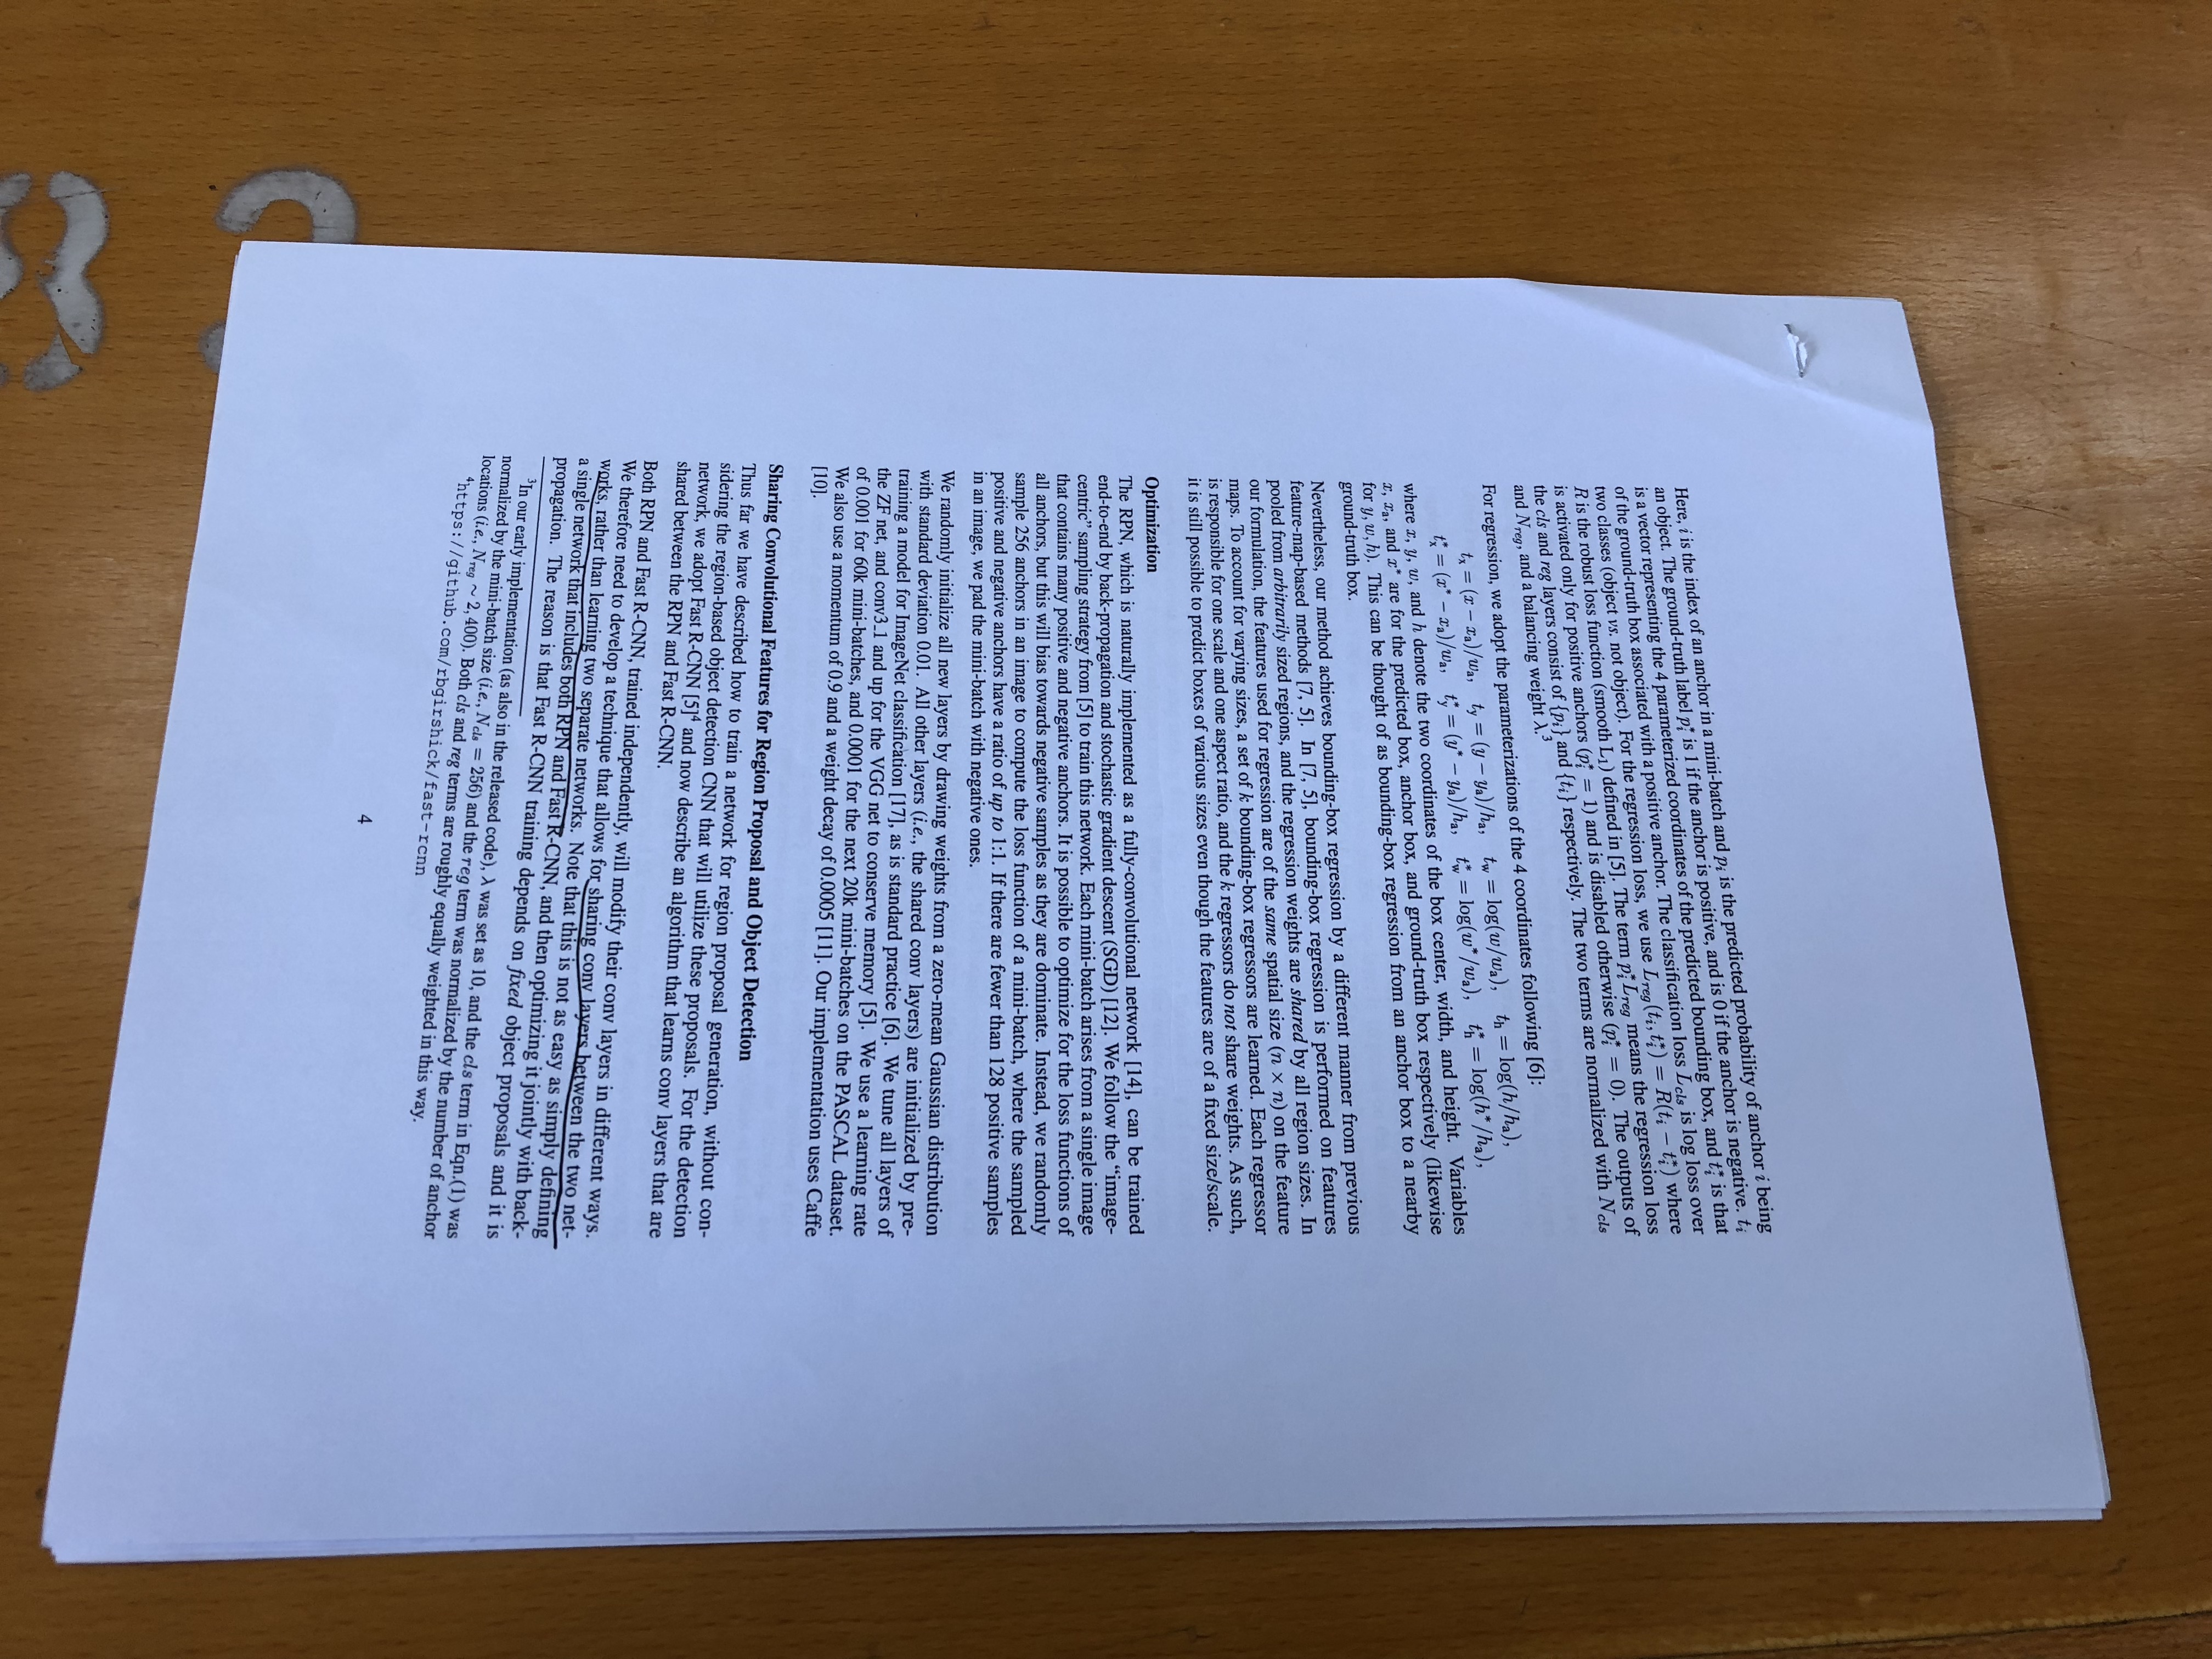 Here, i is the index of an anchor in a mini-batch and p_i is the predicted probability of anchor i being
an object. The ground-truth label p_i^* is 1 if the anchor is positive, and is 0 if the anchor is negative. t_i
is a vector representing the 4 parameterized coordinates of the predicted bounding box, and t_i^* is that
of the ground-truth box associated with a positive anchor. The classification loss L_cls is log loss over
two classes (object vs. not object). For the regression loss, we use L_reg(t_i, t_i^*) = R(t_i − t_i^*) where
R is the robust loss function (smooth L_1) defined in [5]. The term p_i^* L_reg means the regression loss
is activated only for positive anchors (p_i^* = 1) and is disabled otherwise (p_i^* = 0). The outputs of
the cls and reg layers consist of {p_i} and {t_i} respectively. The two terms are normalized with N_cls
and N_reg, and a balancing weight λ.³
For regression, we adopt the parameterizations of the 4 coordinates following [6]:
t_x = (x − x_a)/w_a, t_y = (y − y_a)/h_a, t_w = log(w/w_a), t_h = log(h/h_a),
t_x^* = (x^* − x_a)/w_a, t_y^* = (y^* − y_a)/h_a, t_w^* = log(w^*/w_a), t_h^* = log(h^*/h_a),
where x, y, w, and h denote the two coordinates of the box center, width, and height. Variables
x, x_a, and x^* are for the predicted box, anchor box, and ground-truth box respectively (likewise
for y, w, h). This can be thought of as bounding-box regression from an anchor box to a nearby
ground-truth box.
Nevertheless, our method achieves bounding-box regression by a different manner from previous
feature-map-based methods [7, 5]. In [7, 5], bounding-box regression is performed on features
pooled from arbitrarily sized regions, and the regression weights are shared by all region sizes. In
our formulation, the features used for regression are of the same spatial size (n × n) on the feature
maps. To account for varying sizes, a set of k bounding-box regressors are learned. Each regressor
is responsible for one scale and one aspect ratio, and the k regressors do not share weights. As such,
it is still possible to predict boxes of various sizes even though the features are of a fixed size/scale.
Optimization
The RPN, which is naturally implemented as a fully-convolutional network [14], can be trained
end-to-end by back-propagation and stochastic gradient descent (SGD) [12]. We follow the “image-
centric” sampling strategy from [5] to train this network. Each mini-batch arises from a single image
that contains many positive and negative anchors. It is possible to optimize for the loss functions of
all anchors, but this will bias towards negative samples as they are dominate. Instead, we randomly
sample 256 anchors in an image to compute the loss function of a mini-batch, where the sampled
positive and negative anchors have a ratio of up to 1:1. If there are fewer than 128 positive samples
in an image, we pad the mini-batch with negative ones.
We randomly initialize all new layers by drawing weights from a zero-mean Gaussian distribution
with standard deviation 0.01. All other layers (i.e., the shared conv layers) are initialized by pre-
training a model for ImageNet classification [17], as is standard practice [6]. We tune all layers of
the ZF net, and conv3_1 and up for the VGG net to conserve memory [5]. We use a learning rate
of 0.001 for 60k mini-batches, and 0.0001 for the next 20k mini-batches on the PASCAL dataset.
We also use a momentum of 0.9 and a weight decay of 0.0005 [11]. Our implementation uses Caffe
[10].
Sharing Convolutional Features for Region Proposal and Object Detection
Thus far we have described how to train a network for region proposal generation, without con-
sidering the region-based object detection CNN that will utilize these proposals. For the detection
network, we adopt Fast R-CNN [5]⁴ and now describe an algorithm that learns conv layers that are
shared between the RPN and Fast R-CNN.
Both RPN and Fast R-CNN, trained independently, will modify their conv layers in different ways.
We therefore need to develop a technique that allows for sharing conv layers between the two net-
works, rather than learning two separate networks. Note that this is not as easy as simply defining
a single network that includes both RPN and Fast R-CNN, and then optimizing it jointly with back-
propagation. The reason is that Fast R-CNN training depends on fixed object proposals and it is
³In our early implementation (as also in the released code), λ was set as 10, and the cls term in Eqn.(1) was
normalized by the mini-batch size (i.e., N_cls = 256) and the reg term was normalized by the number of anchor
locations (i.e., N_reg ∼ 2, 400). Both cls and reg terms are roughly equally weighted in this way.
⁴https://github.com/rbgirshick/fast-rcnn
4